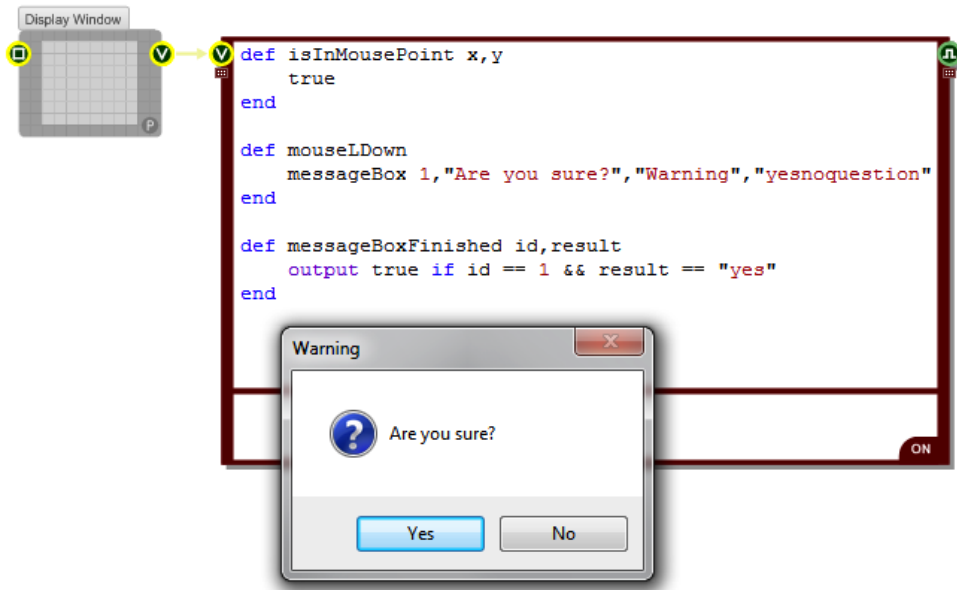 Display Window
V
V
P
def isInMousePoint x,y
    true
end
def mouseLDown
    messageBox 1,"Are you sure?","Warning","yesnoquestion"
end
def messageBoxFinished id,result
    output true if id == 1 && result == "yes"
end
ON
Warning
Are you sure?
Yes
No